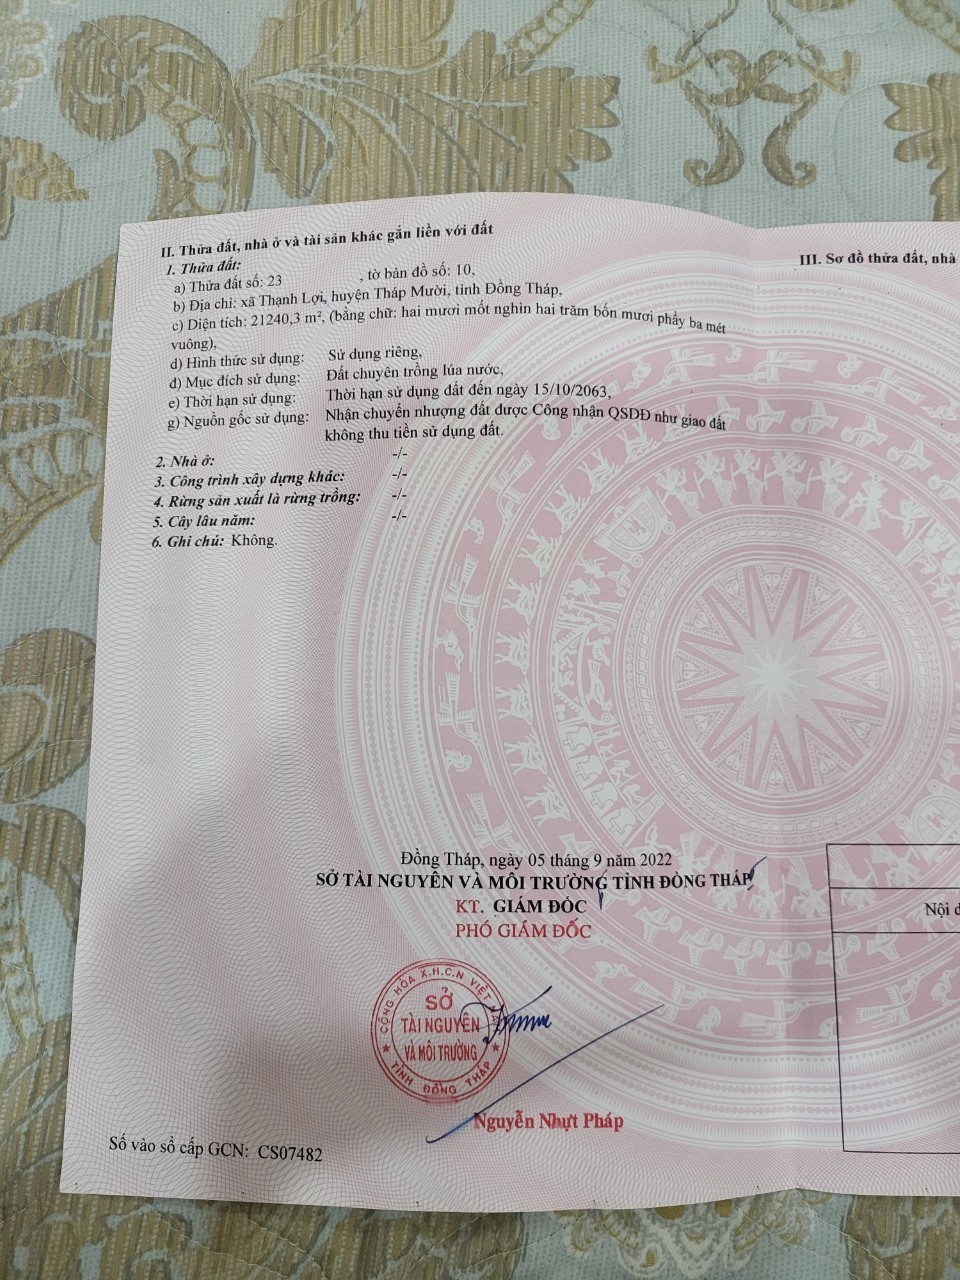 II. Thửa đất, nhà ở và tài sản khác gắn liền với đất
1. Thửa đất:
a) Thửa đất số: 23 , tờ bản đồ số: 10,
b) Địa chỉ: xã Thạnh Lợi, huyện Tháp Mười, tỉnh Đồng Tháp,
c) Diện tích: 21240,3 m², (bằng chữ: hai mươi mốt nghìn hai trăm bốn mươi phẩy ba mét
vuông),
d) Hình thức sử dụng: Sử dụng riêng,
đ) Mục đích sử dụng: Đất chuyên trồng lúa nước,
e) Thời hạn sử dụng: Thời hạn sử dụng đất đến ngày 15/10/2063,
g) Nguồn gốc sử dụng: Nhận chuyển nhượng đất được Công nhận QSDĐ như giao đất
không thu tiền sử dụng đất.
2. Nhà ở: -/-
3. Công trình xây dựng khác: -/-
4. Rừng sản xuất là rừng trồng: -/-
5. Cây lâu năm: -/-
6. Ghi chú: Không.
III. Sơ đồ thửa đất, nhà
Đồng Tháp, ngày 05 tháng 9 năm 2022
SỞ TÀI NGUYÊN VÀ MÔI TRƯỜNG TỈNH ĐỒNG THÁP
KT. GIÁM ĐỐC
PHÓ GIÁM ĐỐC
CỘNG HÒA X.H.C.N VIỆT NAM
SỞ
TÀI NGUYÊN
VÀ MÔI TRƯỜNG
TỈNH ĐỒNG THÁP
Nguyễn Nhựt Pháp
Số vào sổ cấp GCN: CS07482
Nội d